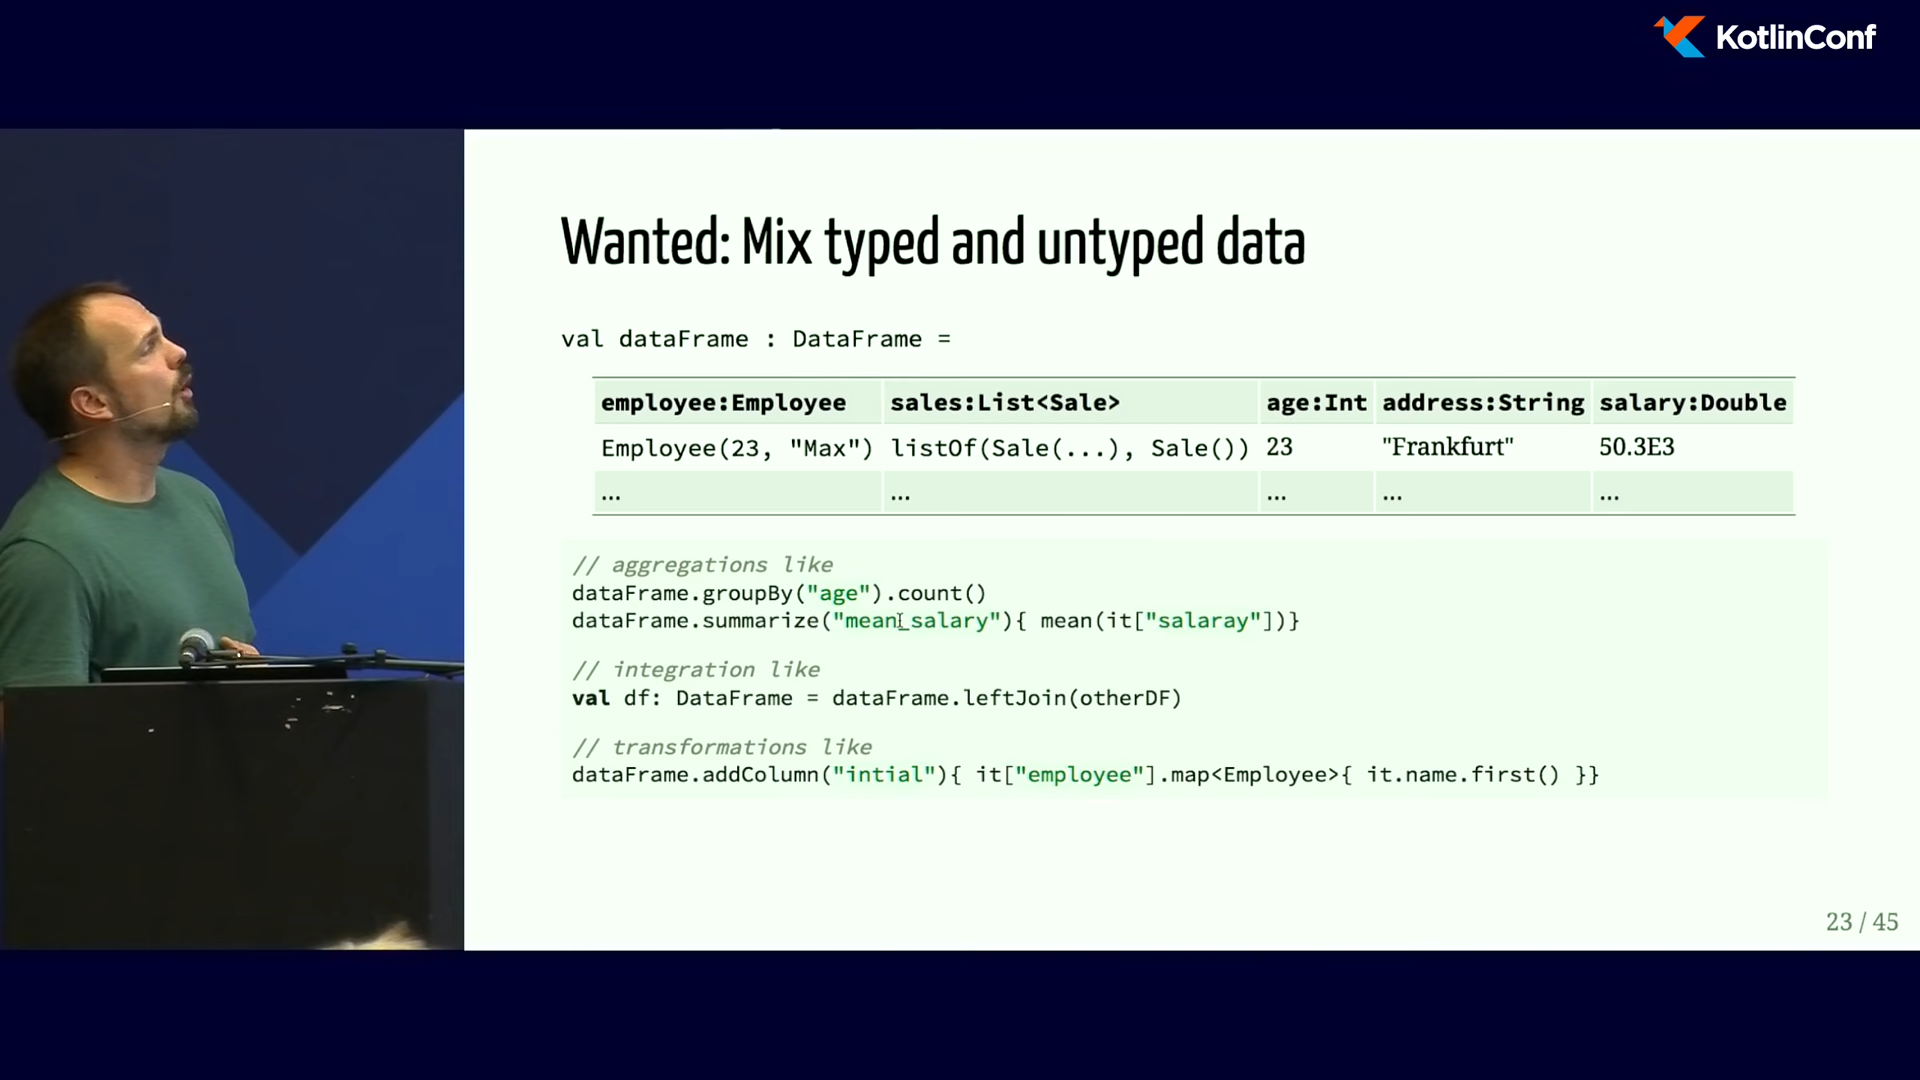 KotlinConf
Wanted: Mix typed and untyped data
val dataFrame : DataFrame =
employee:Employee sales:List<Sale> age:Int address:String salary:Double
Employee(23, "Max") listOf(Sale(...), Sale()) 23 "Frankfurt" 50.3E3
... ... ... ... ...
// aggregations like
dataFrame.groupBy("age").count()
dataFrame.summarize("mean_salary"){ mean(it["salaray"])}
// integration like
val df: DataFrame = dataFrame.leftJoin(otherDF)
// transformations like
dataFrame.addColumn("intial"){ it["employee"].map<Employee>{ it.name.first() }}
23 / 45